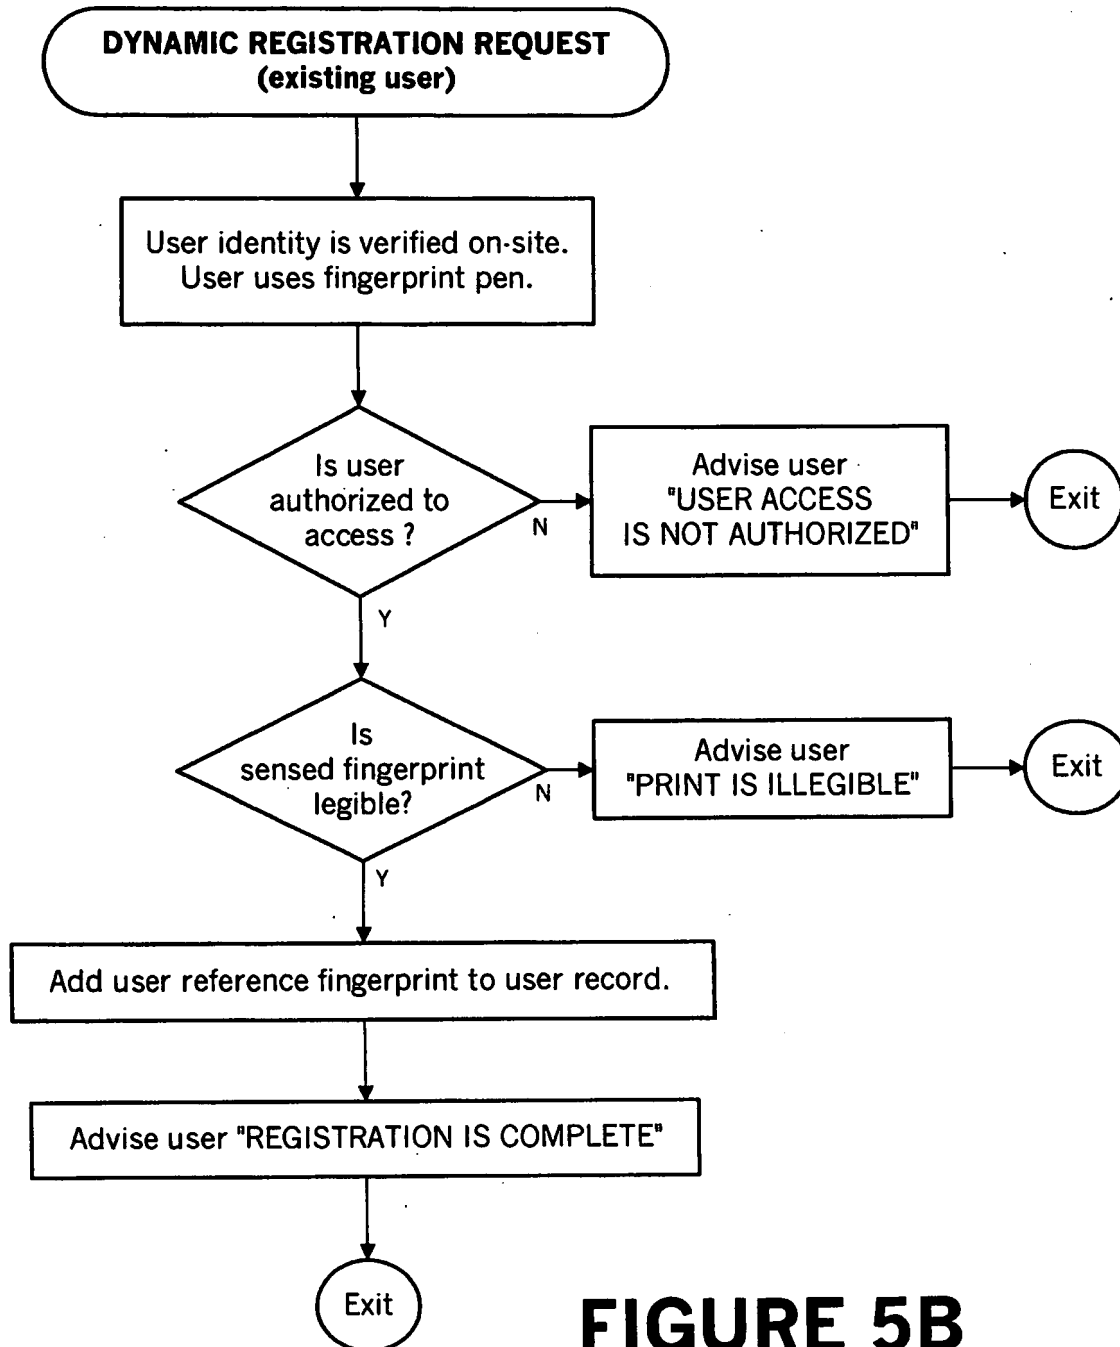 DYNAMIC REGISTRATION REQUEST
(existing user)
User identity is verified on-site.
User uses fingerprint pen.
Is user
authorized to
access ?
N
Advise user
"USER ACCESS
IS NOT AUTHORIZED"
Exit
Y
Is
sensed fingerprint
legible?
N
Advise user
"PRINT IS ILLEGIBLE"
Exit
Y
Add user reference fingerprint to user record.
Advise user "REGISTRATION IS COMPLETE"
Exit
FIGURE 5B